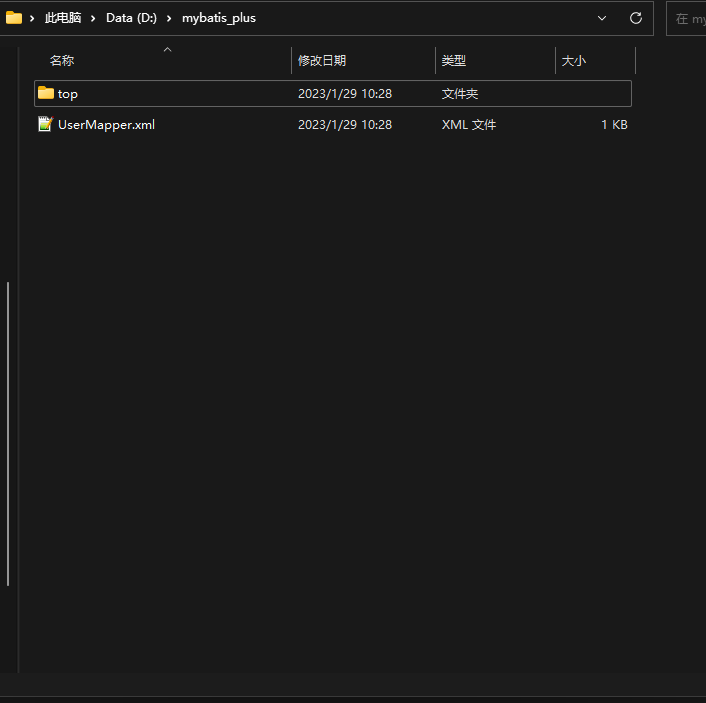 此电脑 > Data (D:) > mybatis_plus
在 my
名称 修改日期 类型 大小
top 2023/1/29 10:28 文件夹
UserMapper.xml 2023/1/29 10:28 XML 文件 1 KB